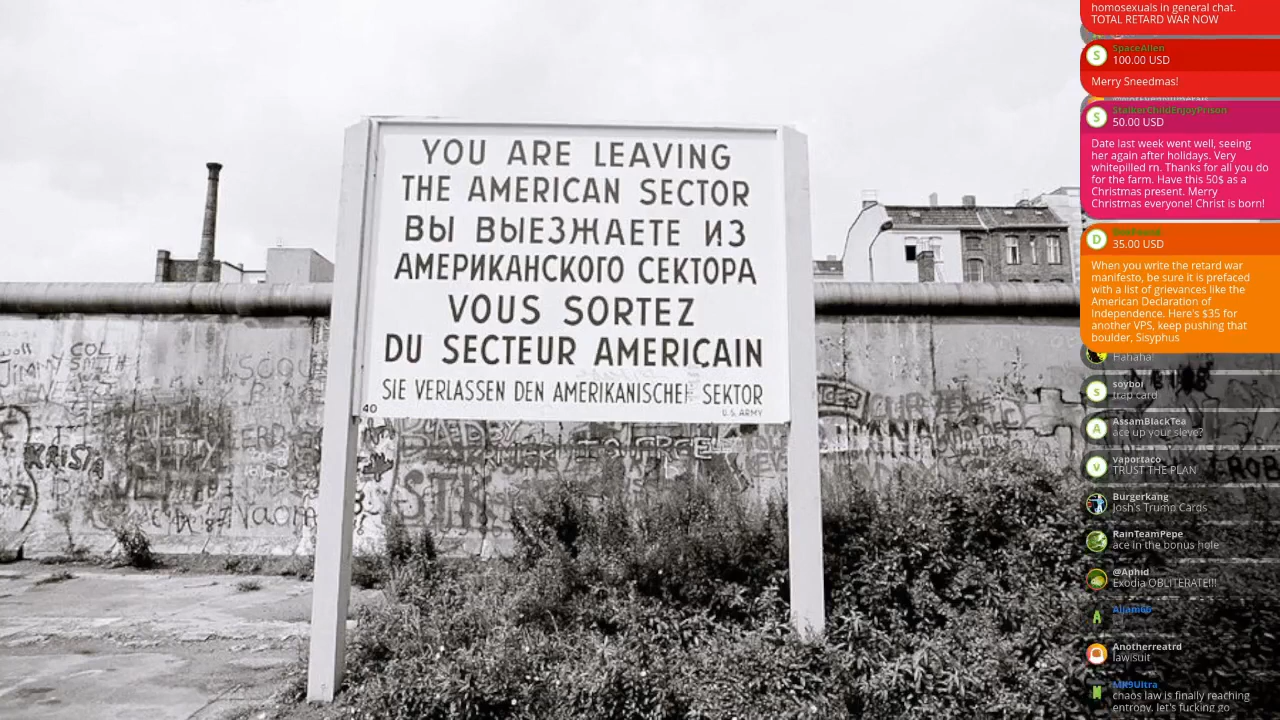 YOU ARE LEAVING
THE AMERICAN SECTOR
ВЫ ВЫЕЗЖАЕТЕ ИЗ
АМЕРИКАНСКОГО СЕКТОРА
VOUS SORTEZ
DU SECTEUR AMERICAIN
SIE VERLASSEN DEN AMERIKANISCHEN SEKTOR
U.S. ARMY
40
COL
KRISTA
Naomi
homosexuals in general chat.
TOTAL RETARD WAR NOW
S
SpaceAlien
100.00 USD
Merry Sneedmas!
S
StalkerChildEnjoyPrison
50.00 USD
Date last week went well, seeing
her again after holidays. Very
whitepilled rn. Thanks for all you do
for the farm. Have this 50$ as a
Christmas present. Merry
Christmas everyone! Christ is born!
D
35.00 USD
When you write the retard war
manifesto, be sure it is prefaced
with a list of grievances like the
American Declaration of
Independence. Here's $35 for
another VPS, keep pushing that
boulder, Sisyphus
Hahaha!
s
soyboi
trap card
A
AssamBlackTea
ace up your sleve?
v
vaportaco
TRUST THE PLAN
Burgerkang
Josh's Trump Cards
RainTeamPepe
ace in the bonus hole
@Aphid
Exodia OBLITERATE!!!
A
Anotherreatrd
lawisuit
MR9Ultra
chaos law is finally reaching
entropy. let's fucking go